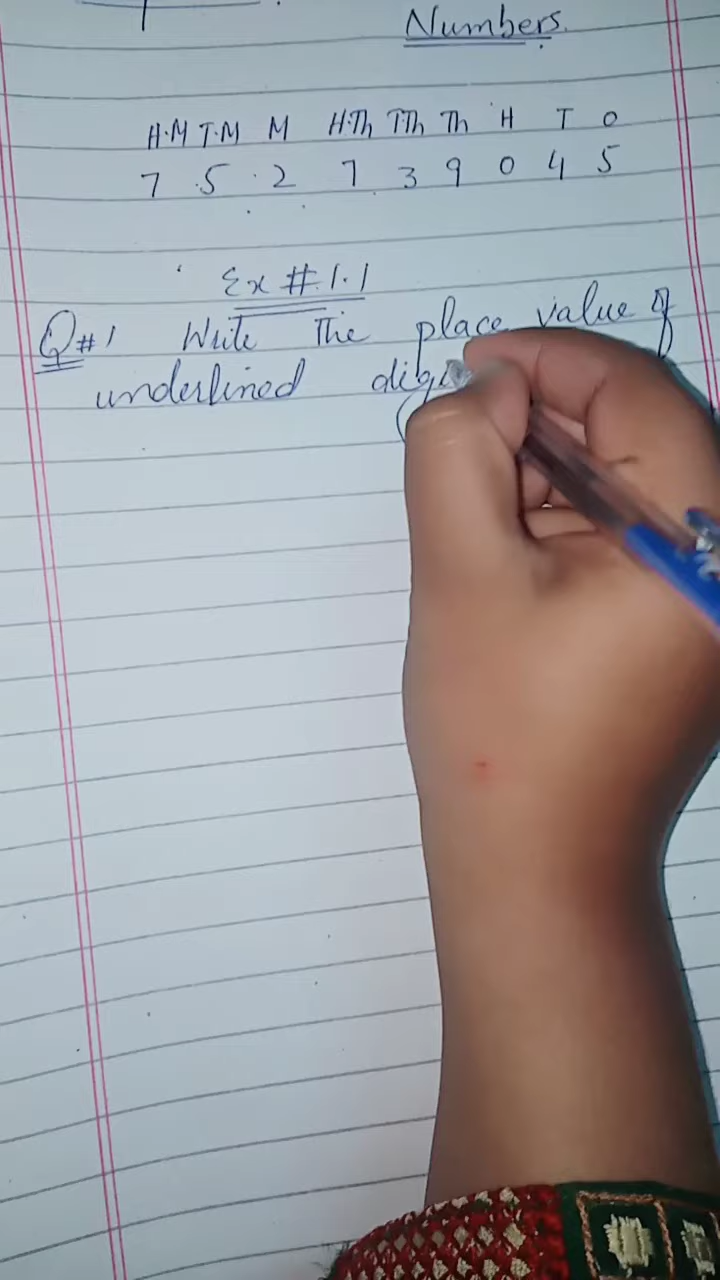 Numbers.
H.M T.M M H.Th T.Th Th H T O
7 5 2 7 3 9 0 4 5
Ex # 1.1
Q#1 Write The place value of
underlined